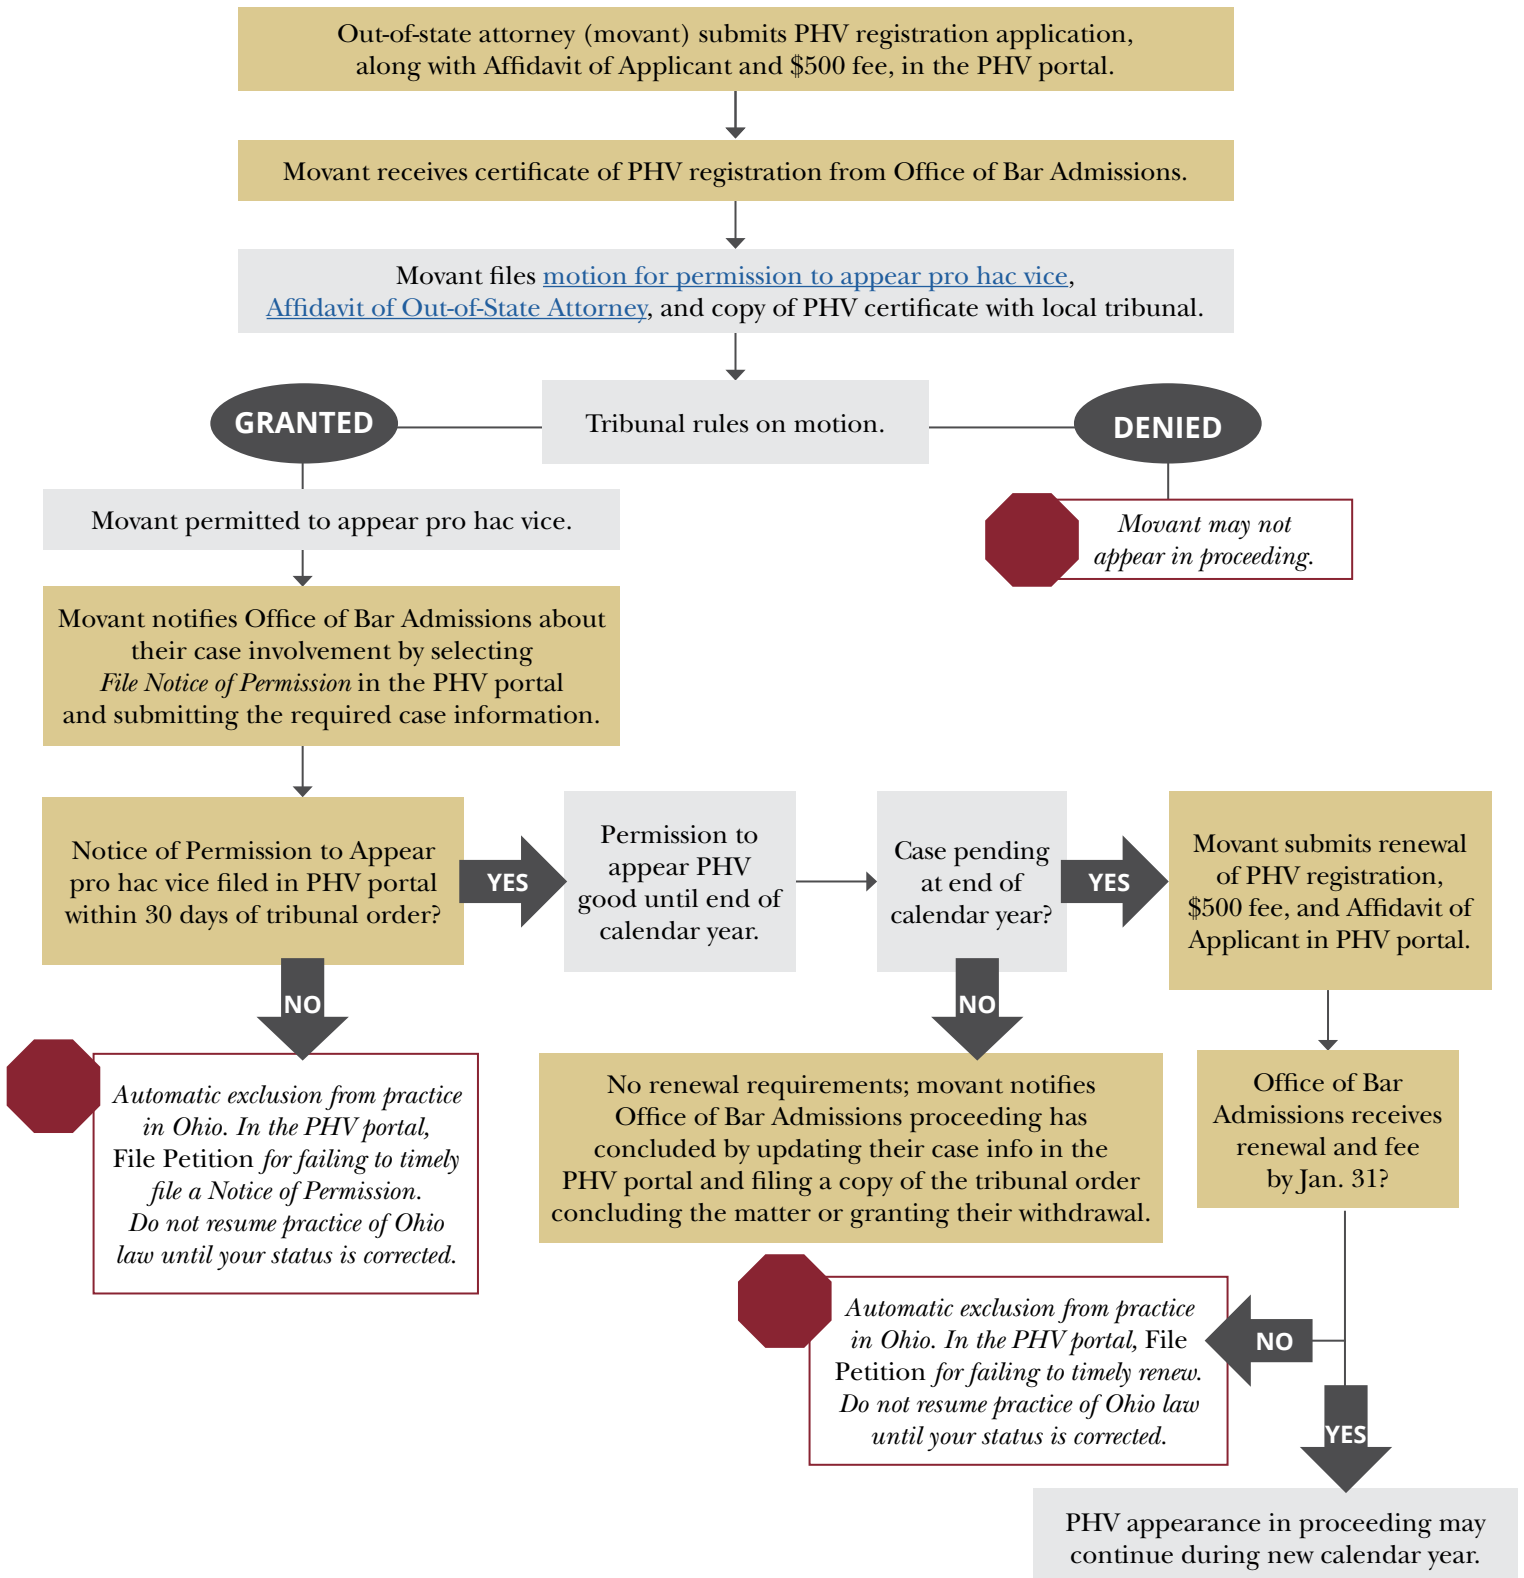 Out-of-state attorney (movant) submits PHV registration application,
along with Affidavit of Applicant and $500 fee, in the PHV portal.
Movant receives certificate of PHV registration from Office of Bar Admissions.
Movant files motion for permission to appear pro hac vice,
Affidavit of Out-of-State Attorney, and copy of PHV certificate with local tribunal.
GRANTED
Tribunal rules on motion.
DENIED
Movant permitted to appear pro hac vice.
Movant may not
appear in proceeding.
Movant notifies Office of Bar Admissions about
their case involvement by selecting
File Notice of Permission in the PHV portal
and submitting the required case information.
Notice of Permission to Appear
pro hac vice filed in PHV portal
within 30 days of tribunal order?
YES
Permission to
appear PHV
good until end of
calendar year.
Case pending
at end of
calendar year?
YES
Movant submits renewal
of PHV registration,
$500 fee, and Affidavit of
Applicant in PHV portal.
NO
Automatic exclusion from practice
in Ohio. In the PHV portal,
File Petition for failing to timely
file a Notice of Permission.
Do not resume practice of Ohio
law until your status is corrected.
NO
No renewal requirements; movant notifies
Office of Bar Admissions proceeding has
concluded by updating their case info in the
PHV portal and filing a copy of the tribunal order
concluding the matter or granting their withdrawal.
Office of Bar
Admissions receives
renewal and fee
by Jan. 31?
Automatic exclusion from practice
in Ohio. In the PHV portal, File
Petition for failing to timely renew.
Do not resume practice of Ohio law
until your status is corrected.
NO
YES
PHV appearance in proceeding may
continue during new calendar year.